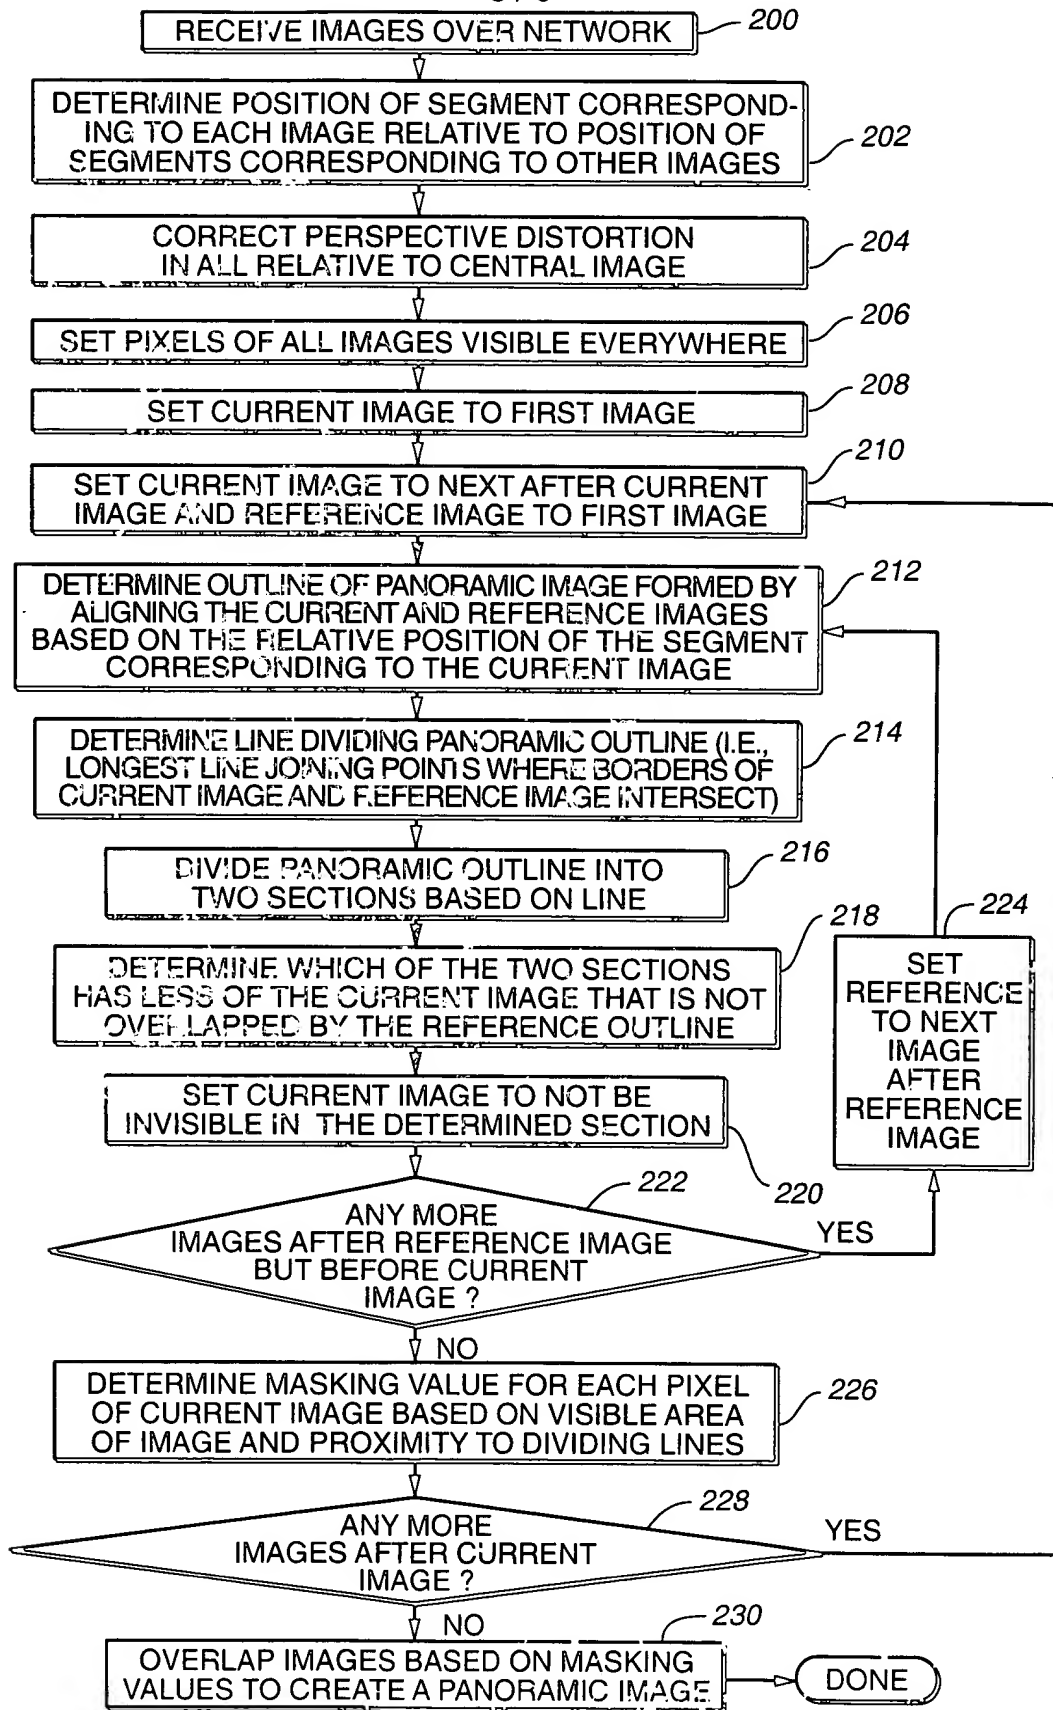 RECEIVE IMAGES OVER NETWORK
200
DETERMINE POSITION OF SEGMENT CORRESPOND-
ING TO EACH IMAGE RELATIVE TO POSITION OF
SEGMENTS CORRESPONDING TO OTHER IMAGES
202
CORRECT PERSPECTIVE DISTORTION
IN ALL RELATIVE TO CENTRAL IMAGE
204
SET PIXELS OF ALL IMAGES VISIBLE EVERYWHERE
206
SET CURRENT IMAGE TO FIRST IMAGE
208
SET CURRENT IMAGE TO NEXT AFTER CURRENT
IMAGE AND REFERENCE IMAGE TO FIRST IMAGE
210
DETERMINE OUTLINE OF PANORAMIC IMAGE FORMED BY
ALIGNING THE CURRENT AND REFERENCE IMAGES
BASED ON THE RELATIVE POSITION OF THE SEGMENT
CORRESPONDING TO THE CURRENT IMAGE
212
DETERMINE LINE DIVIDING PANORAMIC OUTLINE (I.E.,
LONGEST LINE JOINING POINTS WHERE BORDERS OF
CURRENT IMAGE AND REFERENCE IMAGE INTERSECT)
214
DIVIDE PANORAMIC OUTLINE INTO
TWO SECTIONS BASED ON LINE
216
DETERMINE WHICH OF THE TWO SECTIONS
HAS LESS OF THE CURRENT IMAGE THAT IS NOT
OVERLAPPED BY THE REFERENCE OUTLINE
218
SET CURRENT IMAGE TO NOT BE
INVISIBLE IN THE DETERMINED SECTION
220
ANY MORE
IMAGES AFTER REFERENCE IMAGE
BUT BEFORE CURRENT
IMAGE ?
222
YES
SET
REFERENCE
TO NEXT
IMAGE
AFTER
REFERENCE
IMAGE
224
NO
DETERMINE MASKING VALUE FOR EACH PIXEL
OF CURRENT IMAGE BASED ON VISIBLE AREA
OF IMAGE AND PROXIMITY TO DIVIDING LINES
226
ANY MORE
IMAGES AFTER CURRENT
IMAGE ?
228
YES
NO
OVERLAP IMAGES BASED ON MASKING
VALUES TO CREATE A PANORAMIC IMAGE
230
DONE